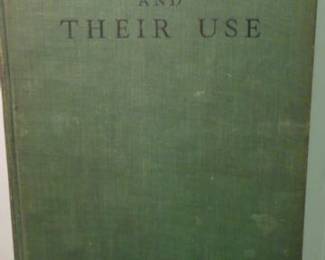 AND
THEIR USE